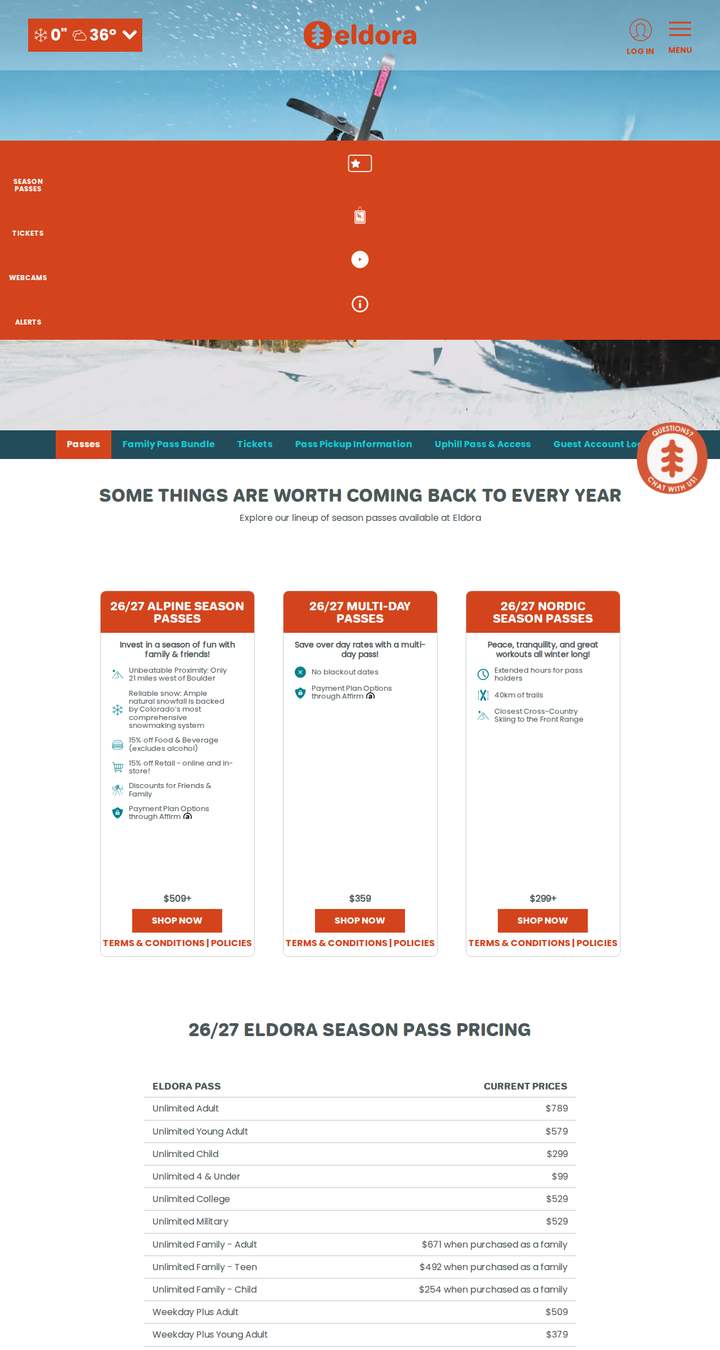 0" 36º
eldora
LOG IN
MENU
SEASON
PASSES
TICKETS
WEBCAMS
ALERTS
Passes Family Pass Bundle Tickets Pass Pickup Information Uphill Pass & Access Guest Account
QUESTIONS?
CHAT WITH US!
SOME THINGS ARE WORTH COMING BACK TO EVERY YEAR
Explore our lineup of season passes available at Eldora
26/27 ALPINE SEASON
PASSES
Invest in a season of fun with
family & friends!
Unbeatable Proximity: Only
21 miles west of Boulder
Reliable snow: Ample
natural snowfall is backed
by Colorado's most
comprehensive
snowmaking system
15% off Food & Beverage
(excludes alcohol)
15% off Retail - online and in-
store!
Discounts for Friends &
Family
Payment Plan Options
through Affirm
$509+
SHOP NOW
TERMS & CONDITIONS | POLICIES
26/27 MULTI-DAY
PASSES
Save over day rates with a multi-
day pass!
No blackout dates
Payment Plan Options
through Affirm
$359
SHOP NOW
TERMS & CONDITIONS | POLICIES
26/27 NORDIC
SEASON PASSES
Peace, tranquility, and great
workouts all winter long!
Extended hours for pass
holders
40km of trails
Closest Cross-Country
Skiing to the Front Range
$299+
SHOP NOW
TERMS & CONDITIONS | POLICIES
26/27 ELDORA SEASON PASS PRICING
ELDORA PASS CURRENT PRICES
Unlimited Adult $789
Unlimited Young Adult $579
Unlimited Child $299
Unlimited 4 & Under $99
Unlimited College $529
Unlimited Military $529
Unlimited Family - Adult $671 when purchased as a family
Unlimited Family - Teen $492 when purchased as a family
Unlimited Family - Child $254 when purchased as a family
Weekday Plus Adult $509
Weekday Plus Young Adult $379